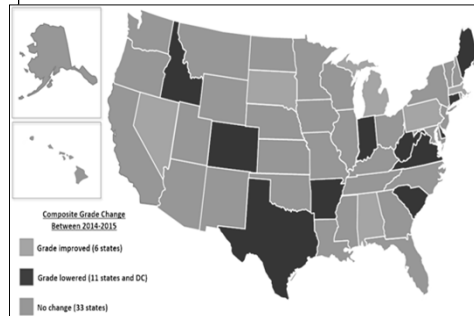 Composite Grade Change
Between 2014-2015
Grade improved (6 states)
Grade lowered (11 states and DC)
No change (33 states)